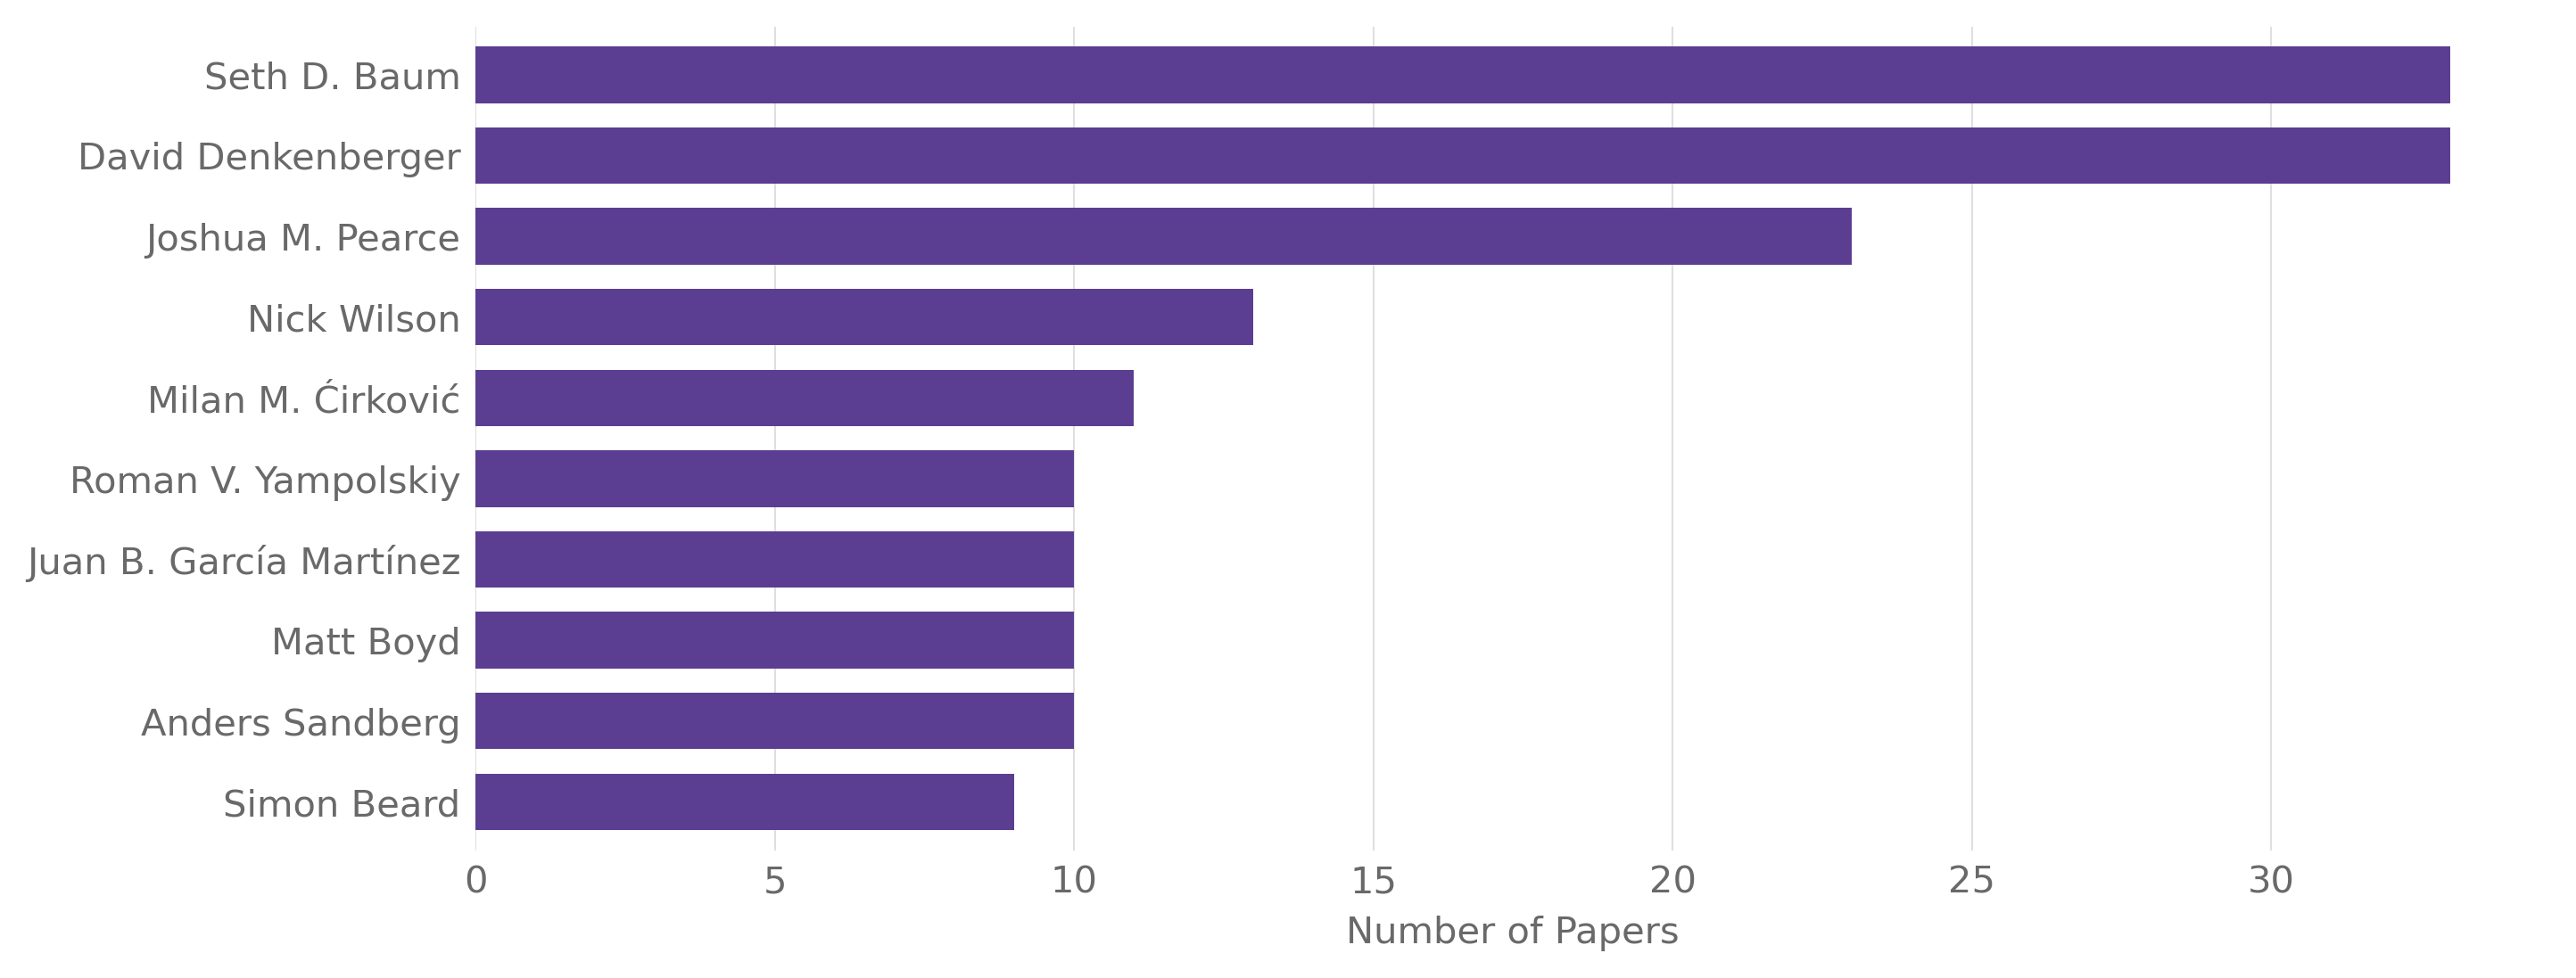 Seth D. Baum
David Denkenberger
Joshua M. Pearce
Nick Wilson
Milan M. Ćirković
Roman V. Yampolskiy
Juan B. García Martínez
Matt Boyd
Anders Sandberg
Simon Beard
0 5 10 15 20 25 30
Number of Papers